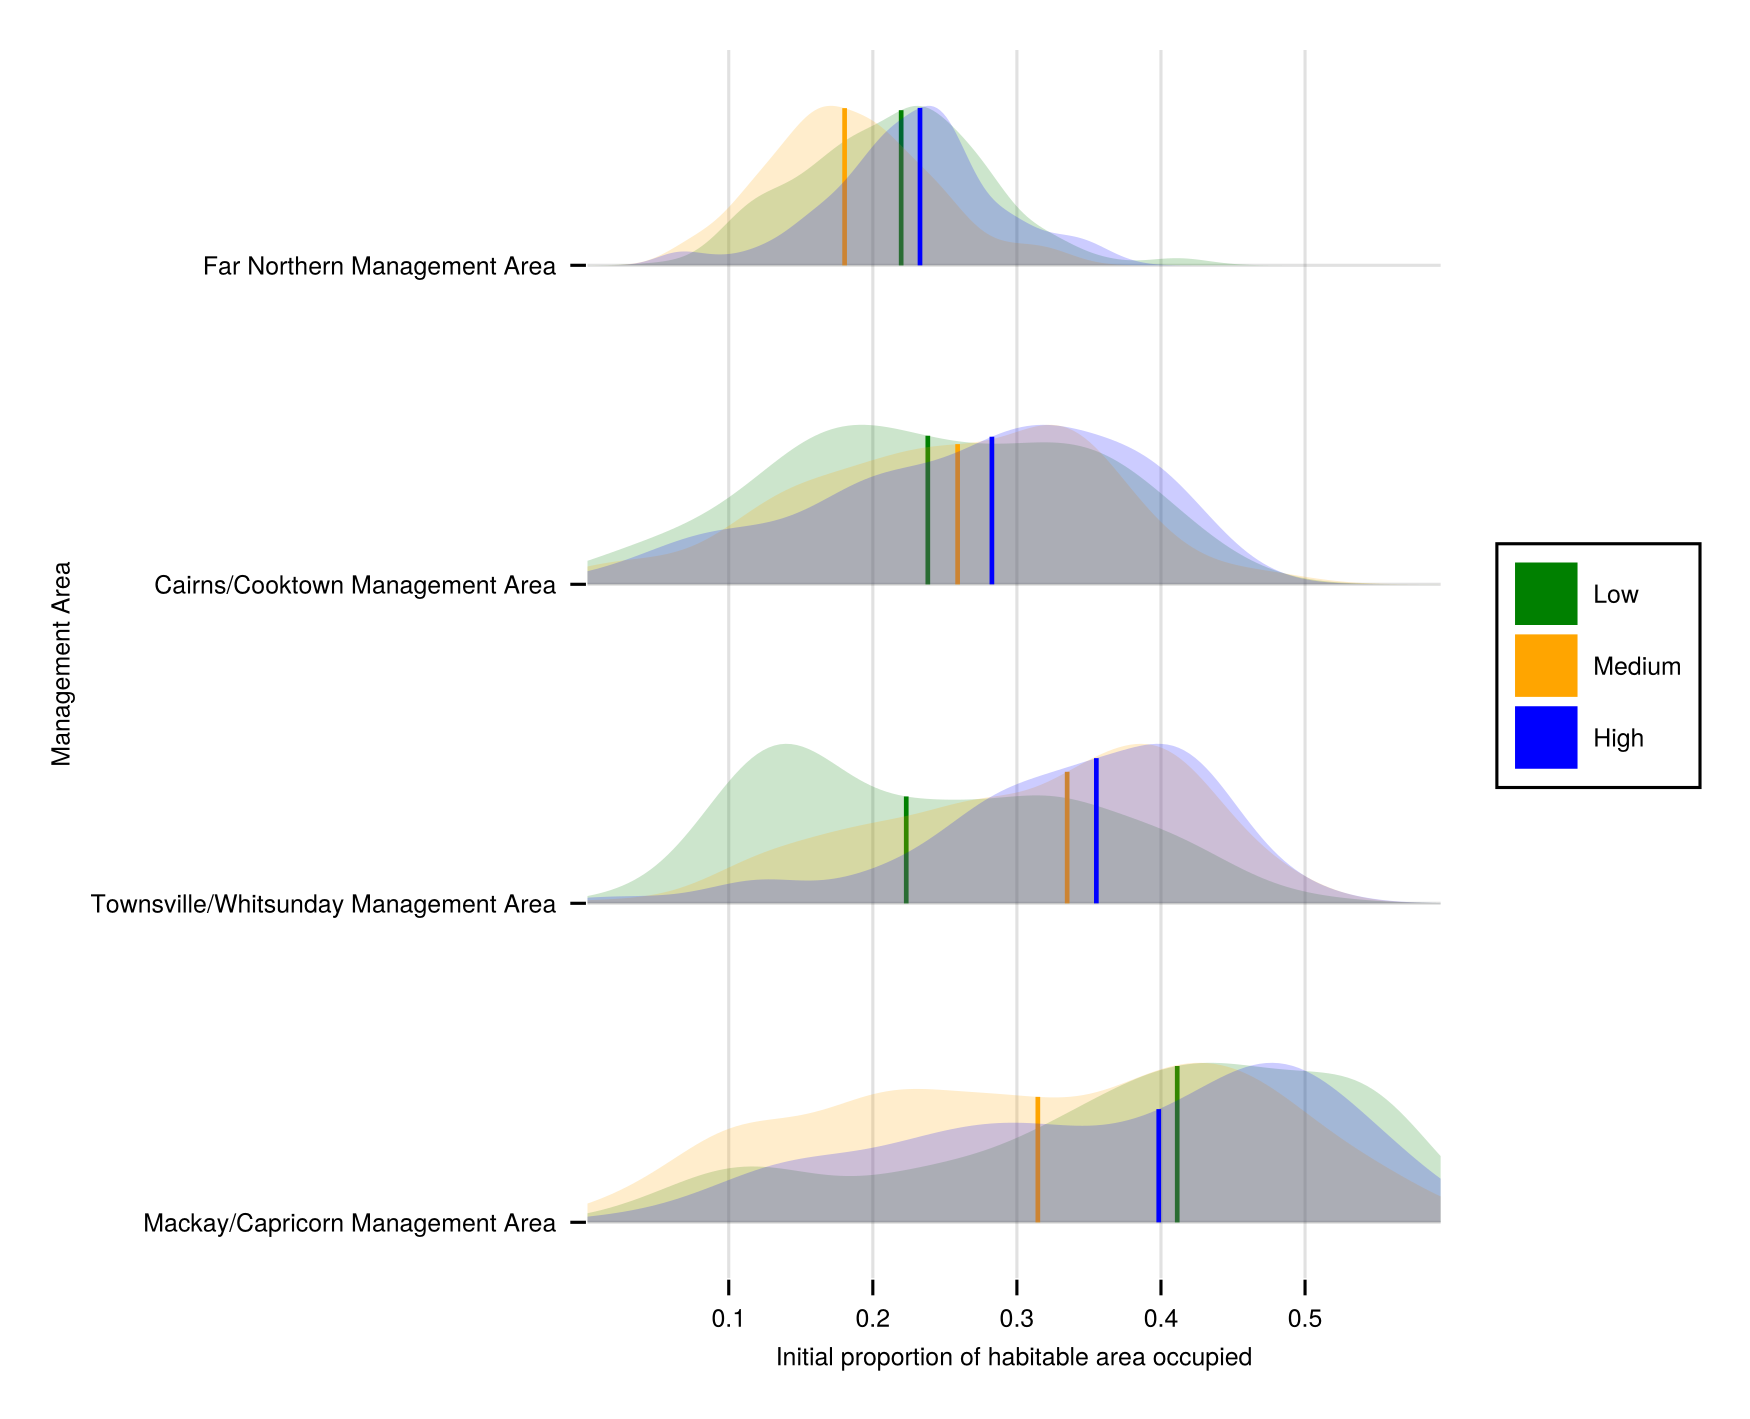 Far Northern Management Area
Cairns/Cooktown Management Area
Townsville/Whitsunday Management Area
Mackay/Capricorn Management Area
Management Area
0.1 0.2 0.3 0.4 0.5
Initial proportion of habitable area occupied
Low
Medium
High